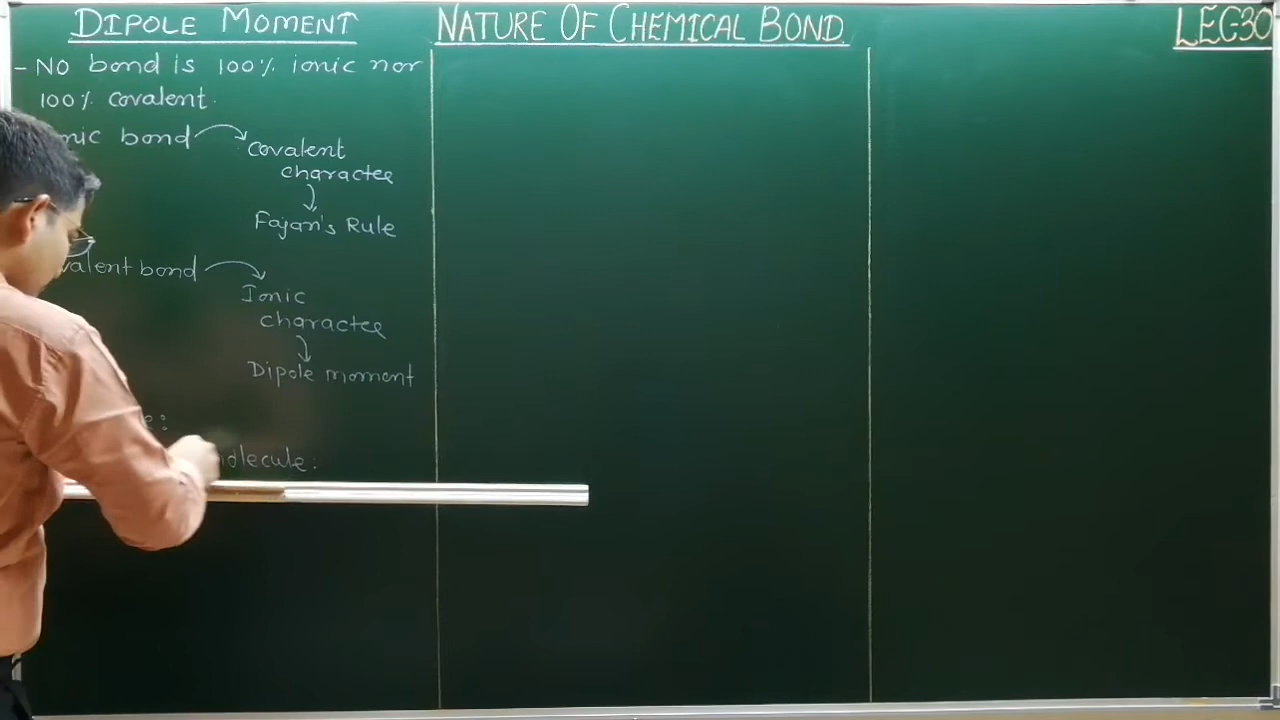 DIPOLE MOMENT
NATURE OF CHEMICAL BOND
LEC30
- No bond is 100% ionic nor
100% covalent.
bond
Covalent
character
Fajan's Rule
bond
Ionic
character
Dipole moment